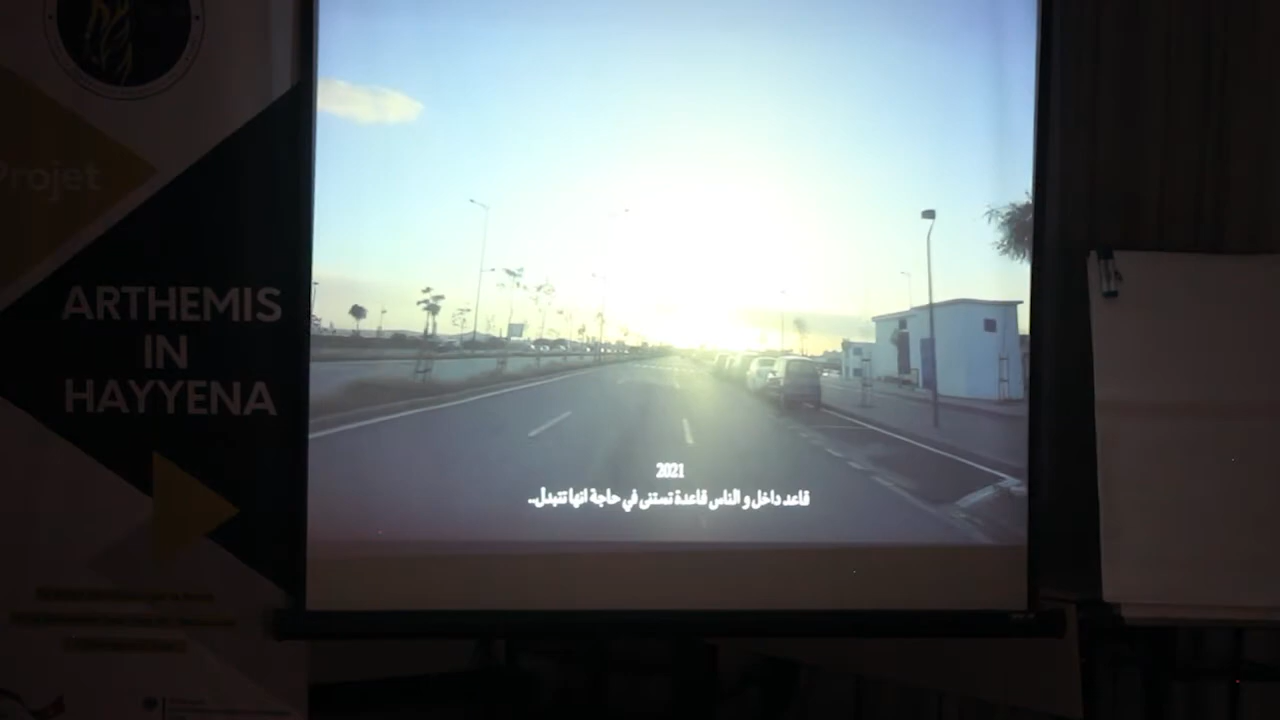 Projet
ARTHEMIS
IN
HAYYENA
2021
قاعد داخل و الناس قاعدة تستنى في حاجة انها تتبدل..